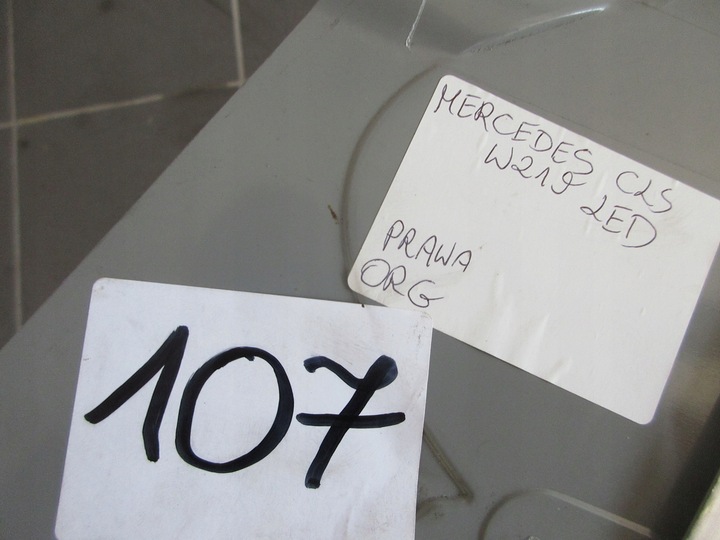 MERCEDES CLS
W219 LED
PRAWA
ORG
107